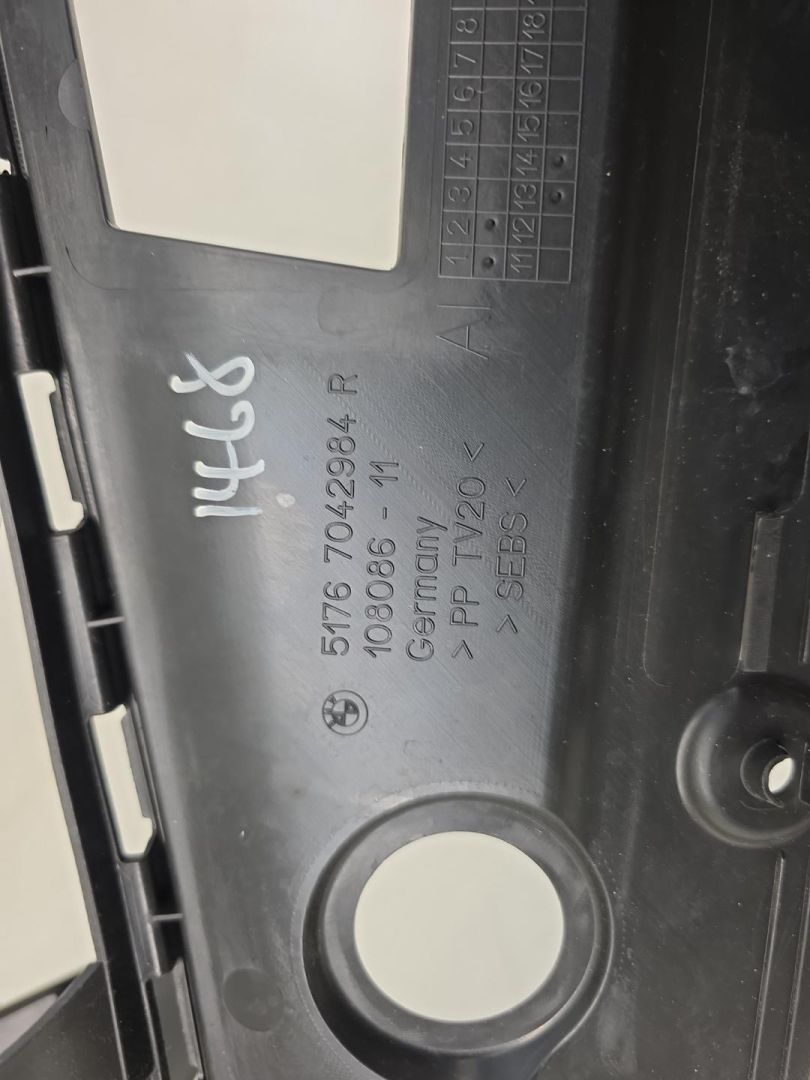 1468
5176 7042984 R
108086 - 11
Germany
> PP TV20 <
> SEBS <
AI
1 2 3 4 5 6 7 8
11 12 13 14 15 16 17 18